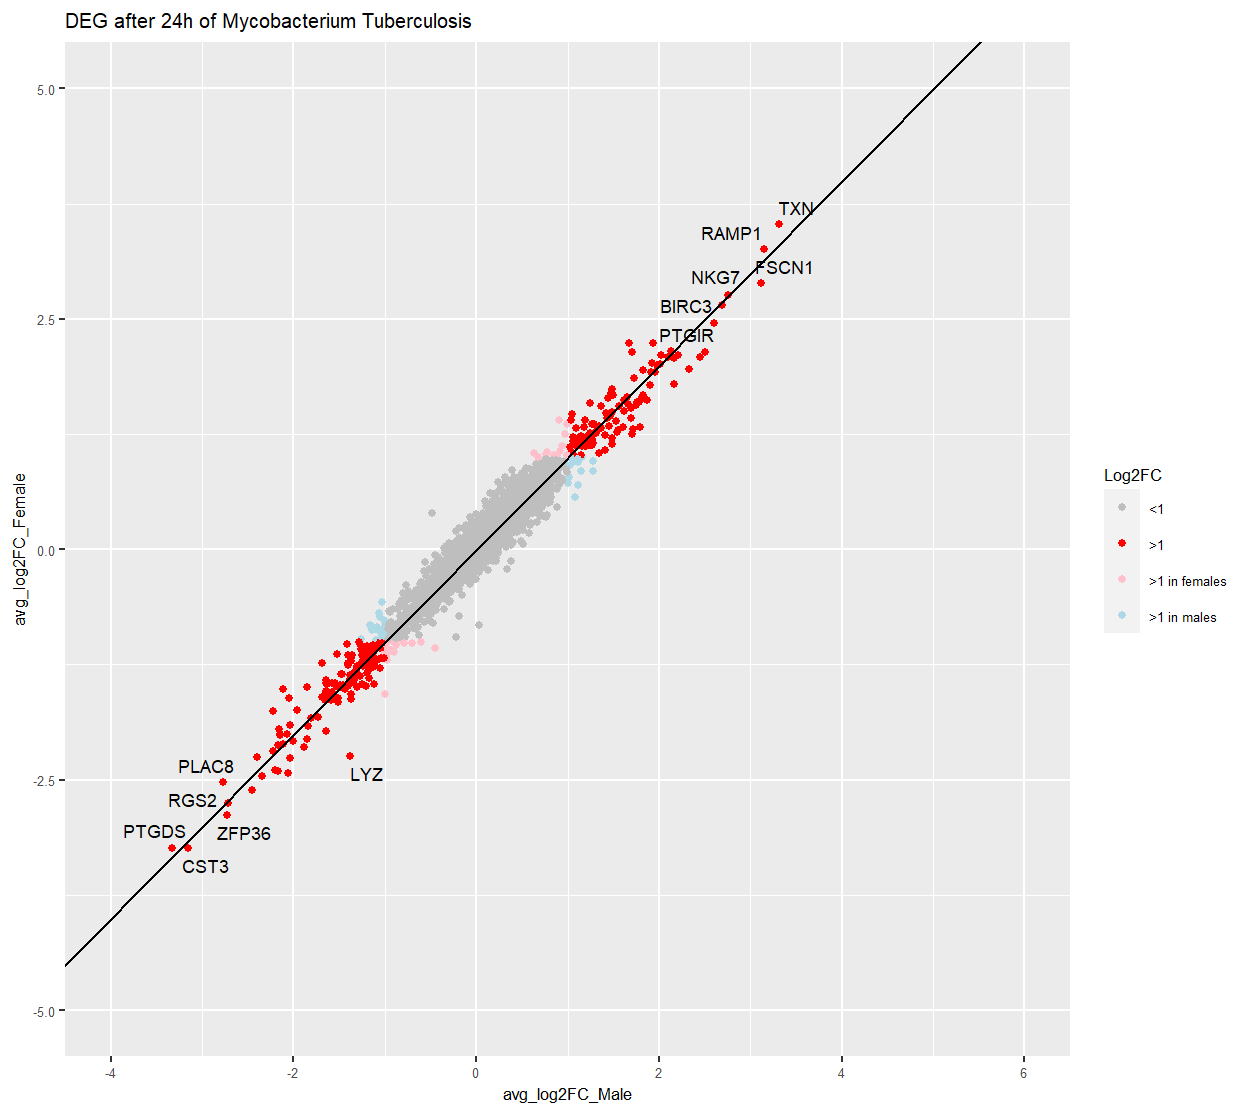 DEG after 24h of Mycobacterium Tuberculosis
5.0
2.5
0.0
-2.5
-5.0
avg_log2FC_Female
TXN
RAMP1
FSCN1
NKG7
BIRC3
PTGIR
PLAC8
LYZ
RGS2
PTGDS
ZFP36
CST3
-4
-2
0
2
4
6
avg_log2FC_Male
Log2FC
<1
>1
>1 in females
>1 in males